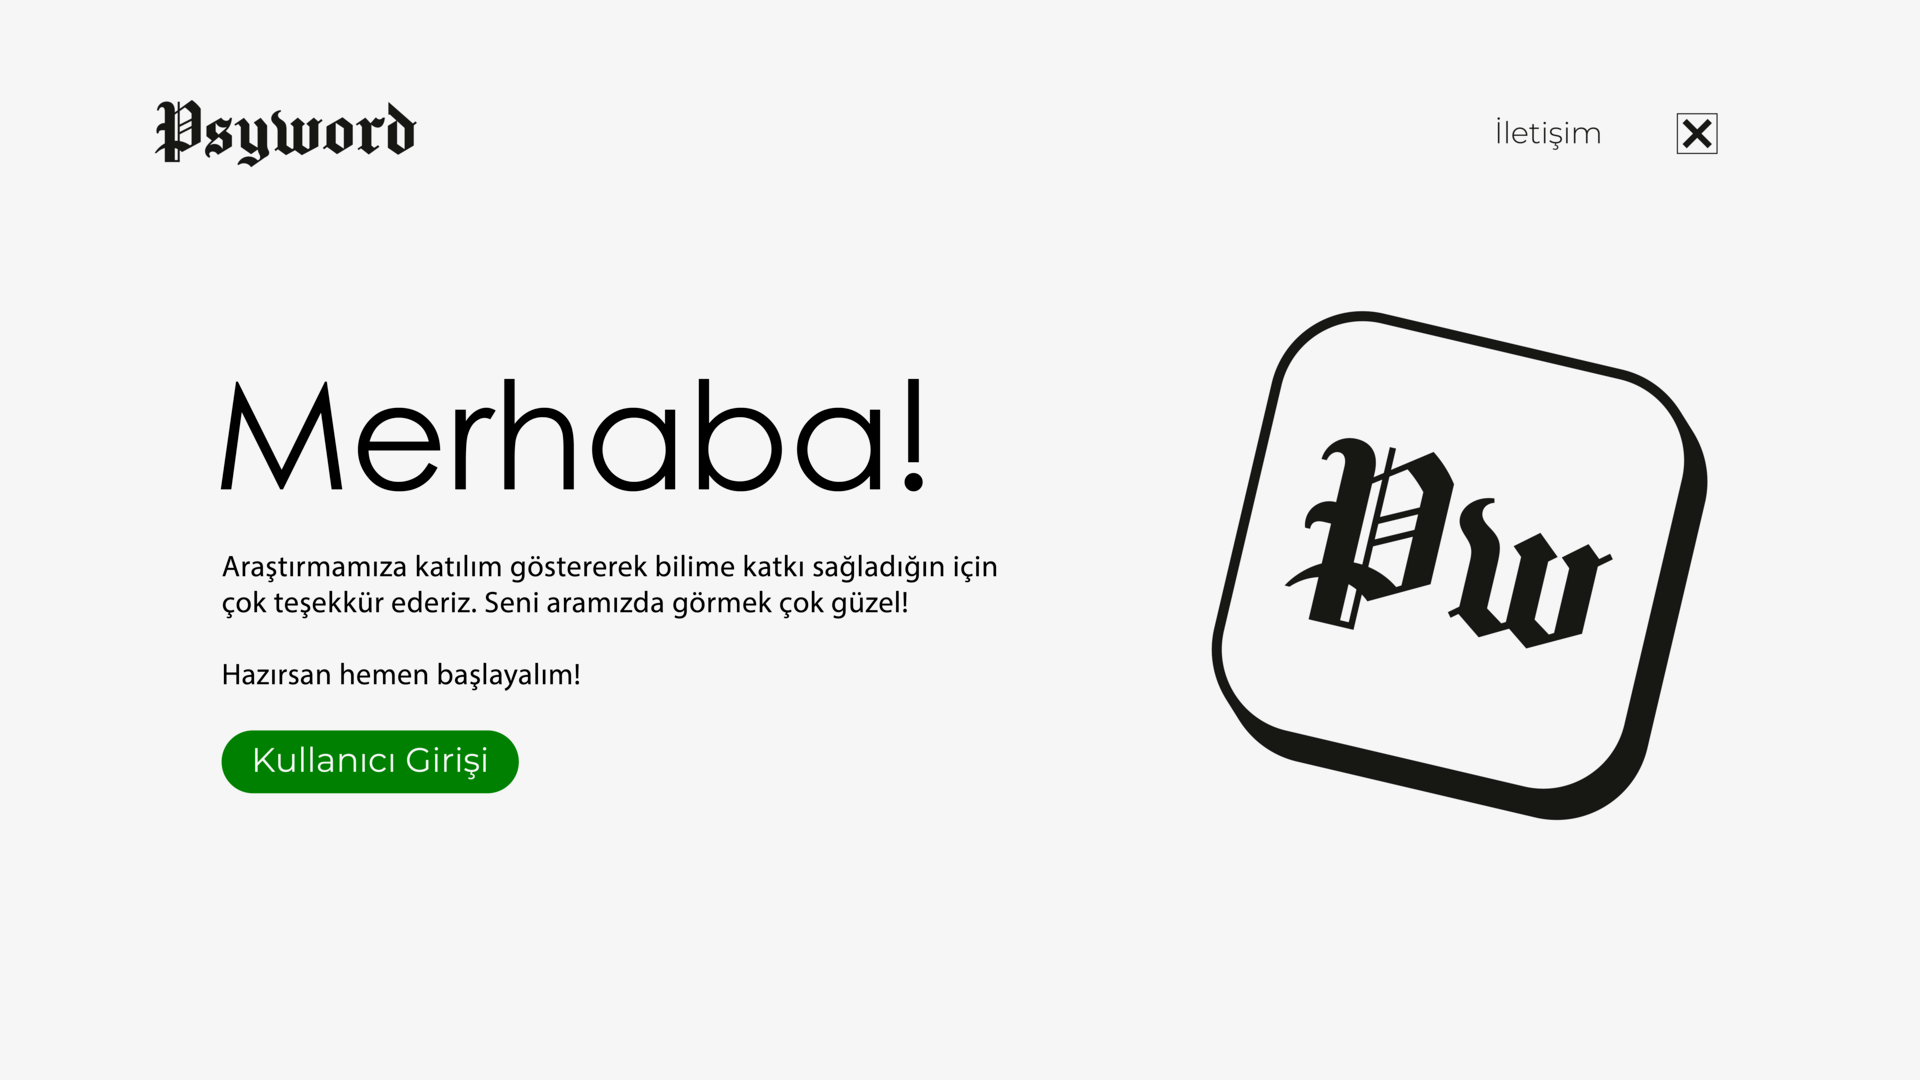 Psyword
İletişim
Merhaba!
Araştırmamıza katılım göstererek bilime katkı sağladığın için
çok teşekkür ederiz. Seni aramızda görmek çok güzel!
Hazırsan hemen başlayalım!
Kullanıcı Girişi
Pw